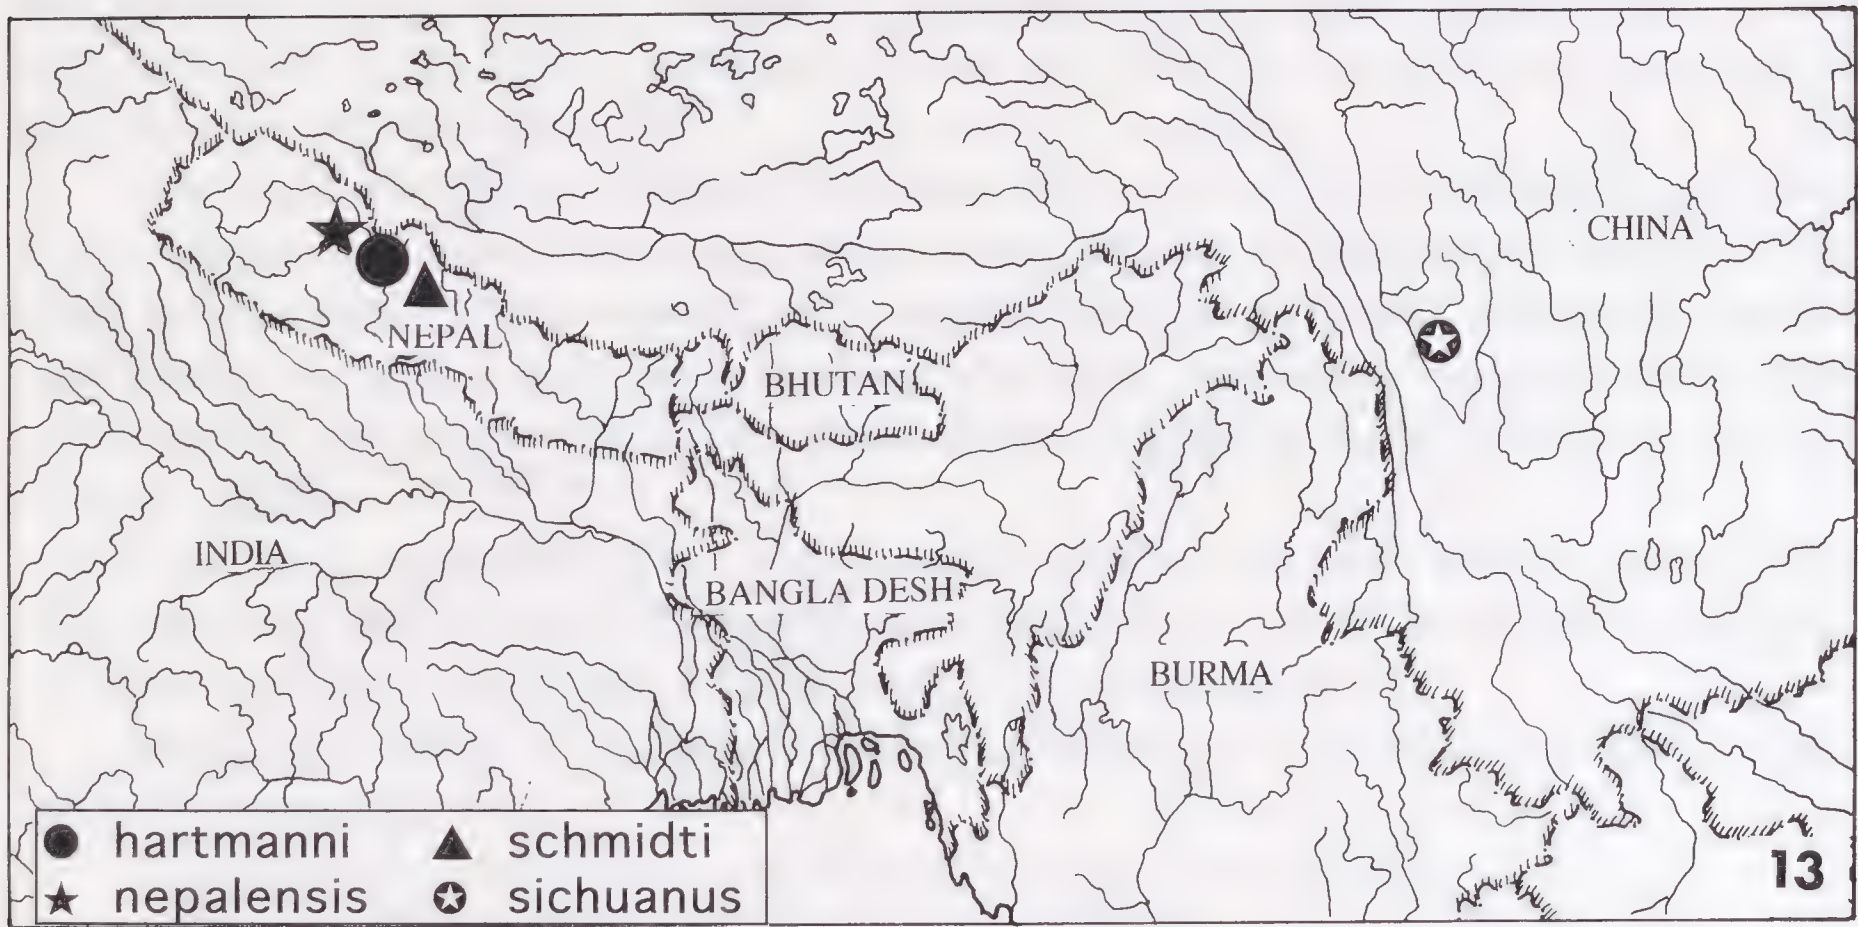 CHINA
NEPAL
BHUTAN
INDIA
BANGLA DESH
BURMA
hartmanni
schmidti
nepalensis
sichuanus
13